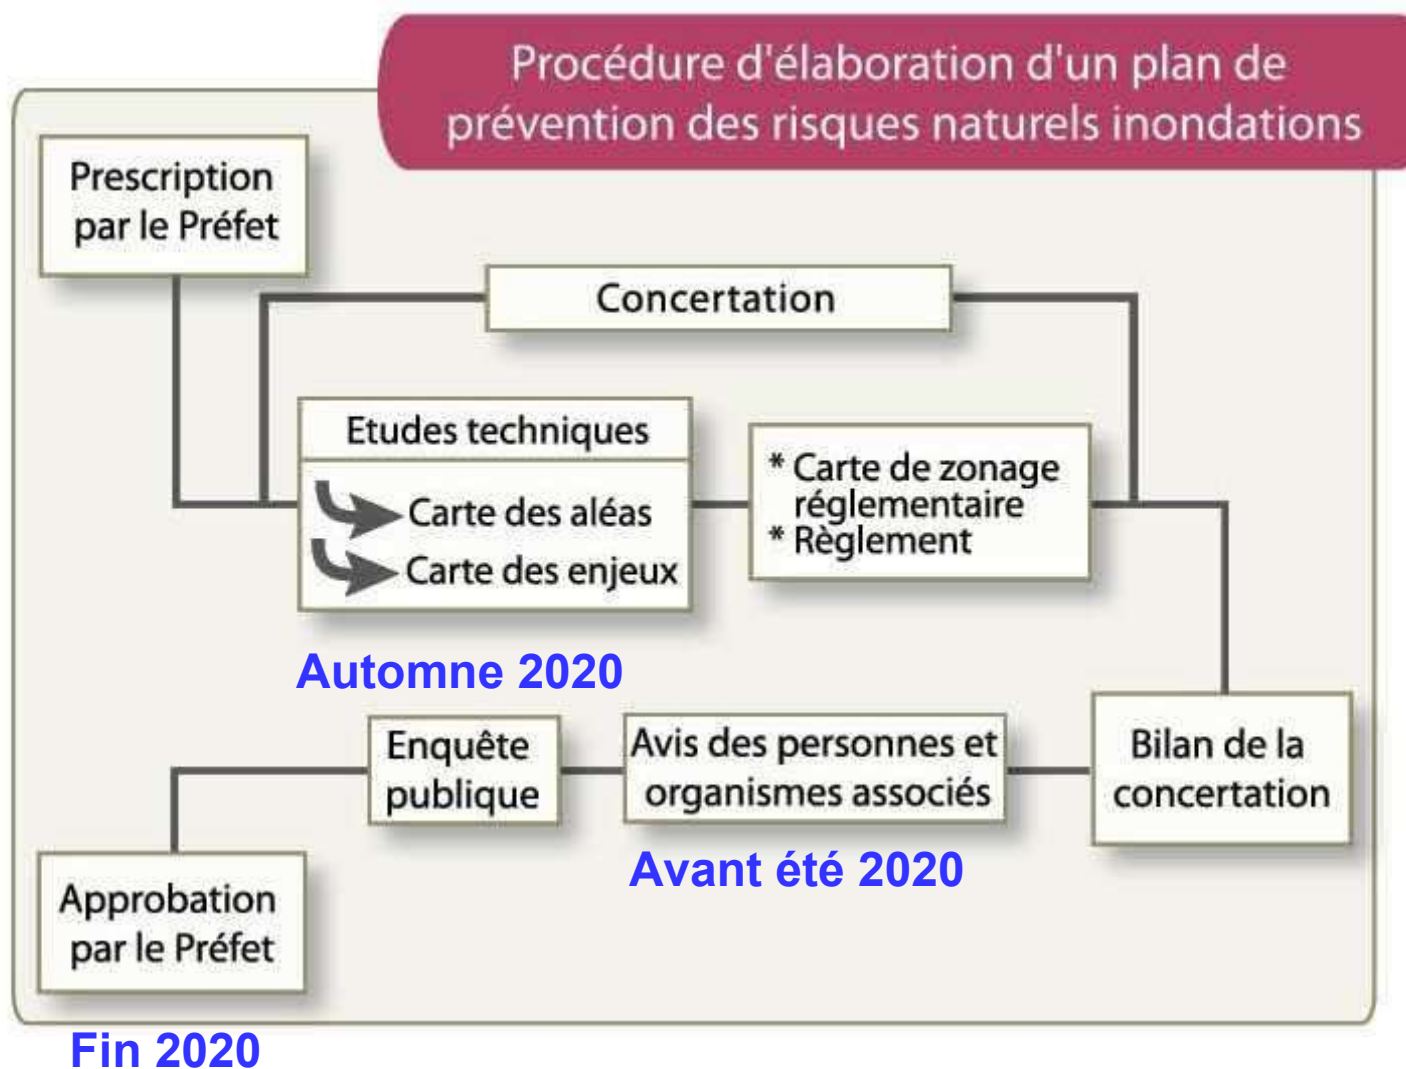 Procédure d'élaboration d'un plan de
prévention des risques naturels inondations
Prescription
par le Préfet
Concertation
Etudes techniques
Carte des aléas
Carte des enjeux
* Carte de zonage
réglementaire
* Règlement
Automne 2020
Enquête
publique
Avis des personnes et
organismes associés
Bilan de la
concertation
Avant été 2020
Approbation
par le Préfet
Fin 2020